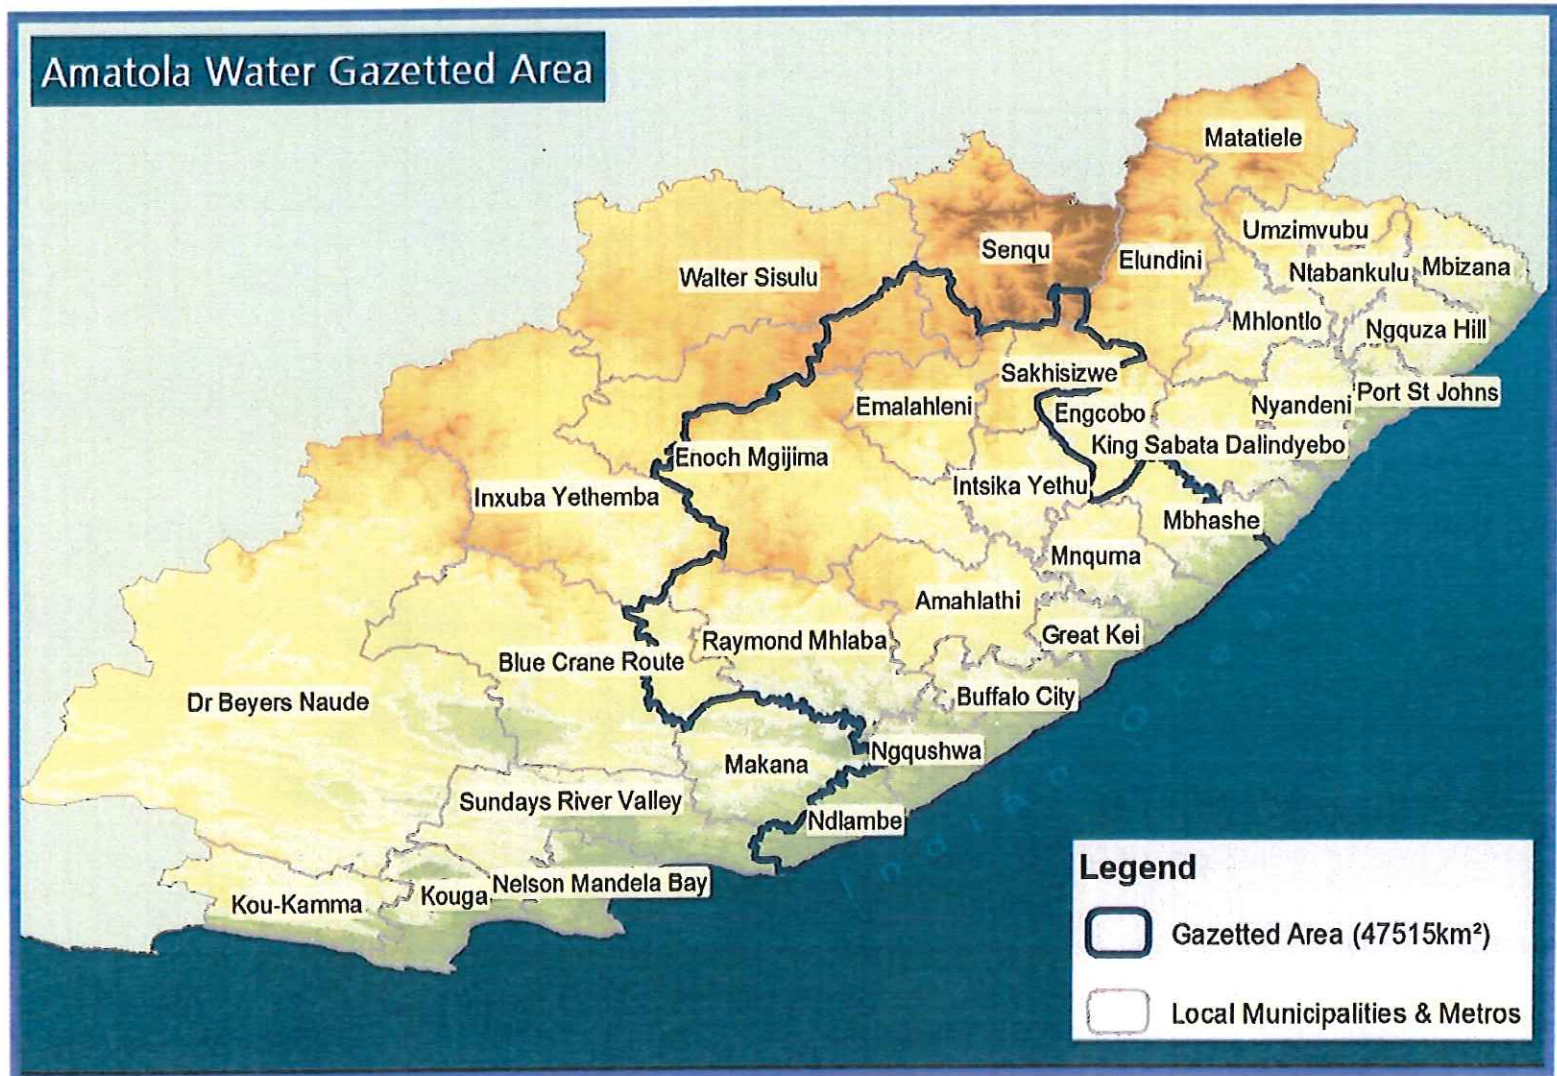 Amatola Water Gazetted Area
Matatiele
Umzimvubu
Senqu
Elundini
Ntabankulu
Mbizana
Walter Sisulu
Mhlontlo
Ngquza Hill
Sakhisizwe
Port St Johns
Emalahleni
Engcobo
Nyandeni
King Sabata Dalindyebo
Enoch Mgijima
Intsika Yethu
Inxuba Yethemba
Mbhashe
Mnquma
Amahlathi
Great Kei
Raymond Mhlaba
Blue Crane Route
Buffalo City
Dr Beyers Naude
Ngqushwa
Makana
Sundays River Valley
Ndlambe
Nelson Mandela Bay
Kouga
Kou-Kamma
Legend
Gazetted Area (47515km²)
Local Municipalities & Metros